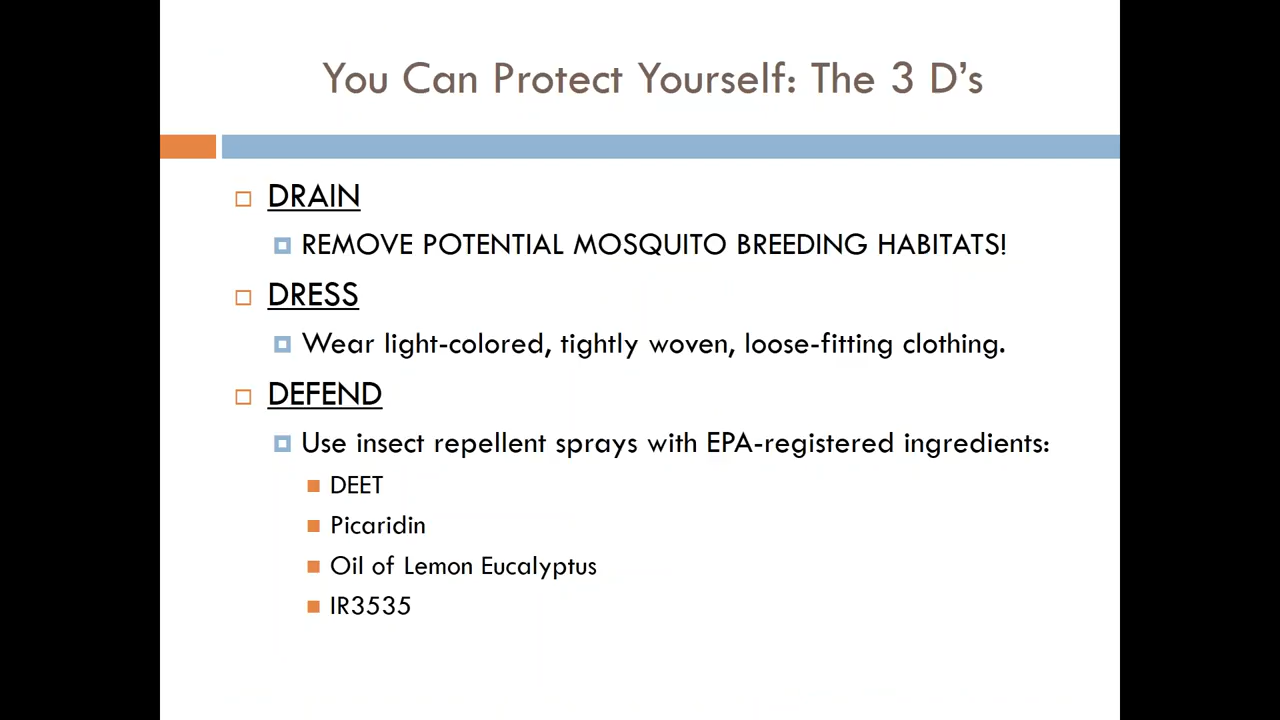 You Can Protect Yourself: The 3 D’s
DRAIN
REMOVE POTENTIAL MOSQUITO BREEDING HABITATS!
DRESS
Wear light-colored, tightly woven, loose-fitting clothing.
DEFEND
Use insect repellent sprays with EPA-registered ingredients:
DEET
Picaridin
Oil of Lemon Eucalyptus
IR3535